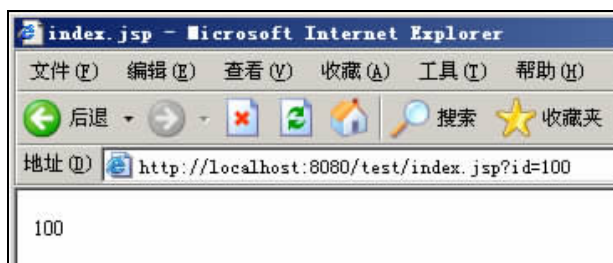 index.jsp - Microsoft Internet Explorer
文件(F) 编辑(E) 查看(V) 收藏(A) 工具(T) 帮助(H)
后退 搜索 收藏夹
地址(D) http://localhost:8080/test/index.jsp?id=100
100